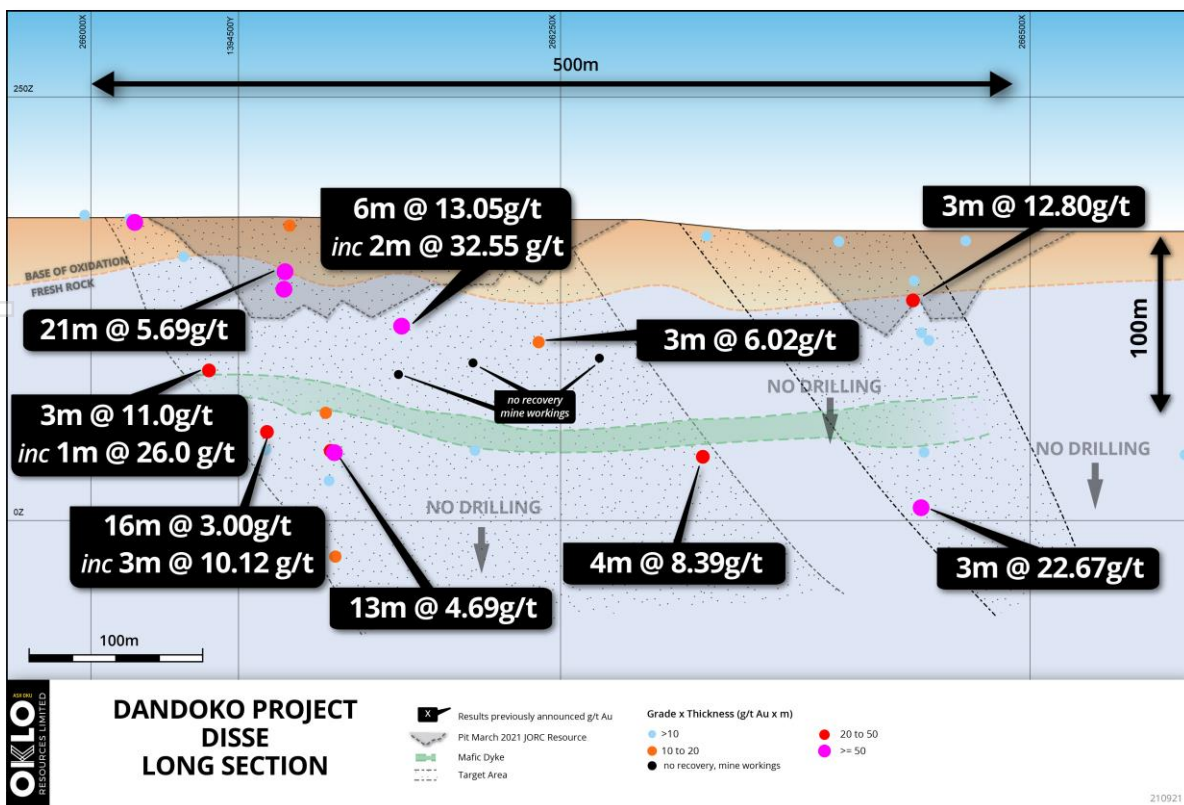 266000X
1394500Y
266250X
266500X
500m
250Z
6m @ 13.05g/t
inc 2m @ 32.55 g/t
3m @ 12.80g/t
BASE OF OXIDATION
FRESH ROCK
21m @ 5.69g/t
3m @ 6.02g/t
100m
no recovery
mine workings
NO DRILLING
3m @ 11.0g/t
inc 1m @ 26.0 g/t
NO DRILLING
16m @ 3.00g/t
inc 3m @ 10.12 g/t
NO DRILLING
0Z
4m @ 8.39g/t
3m @ 22.67g/t
13m @ 4.69g/t
100m
ASX OKU
OKLO
RESOURCES LIMITED
DANDOKO PROJECT
DISSE
LONG SECTION
X
Results previously announced g/t Au
Pit March 2021 JORC Resource
Mafic Dyke
Target Area
Grade x Thickness (g/t Au x m)
>10
10 to 20
no recovery, mine workings
20 to 50
>= 50
210921